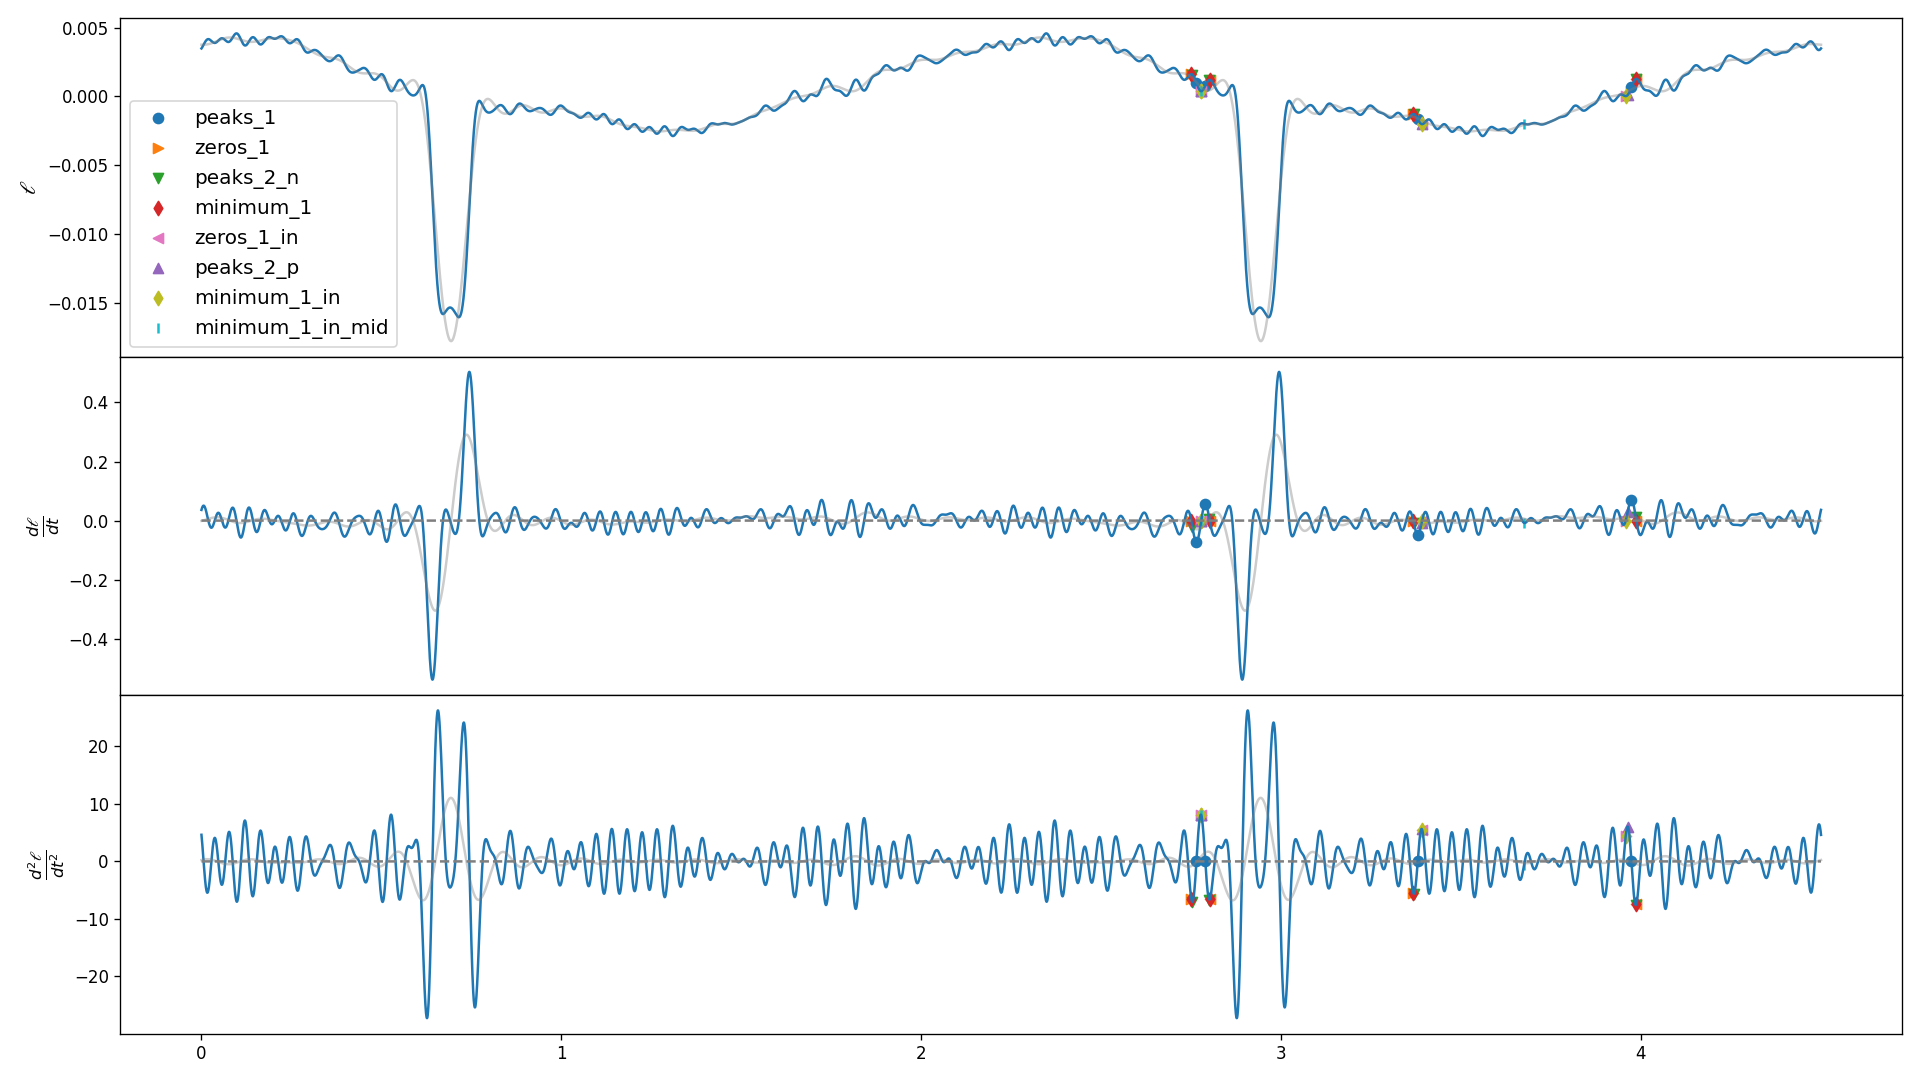 0.005
0.000
−0.005
−0.010
−0.015
ℓ
peaks_1
zeros_1
peaks_2_n
minimum_1
zeros_1_in
peaks_2_p
minimum_1_in
minimum_1_in_mid
0.4
0.2
0.0
−0.2
−0.4
dℓ/dt
20
10
0
−10
−20
d²ℓ/dt²
0 1 2 3 4